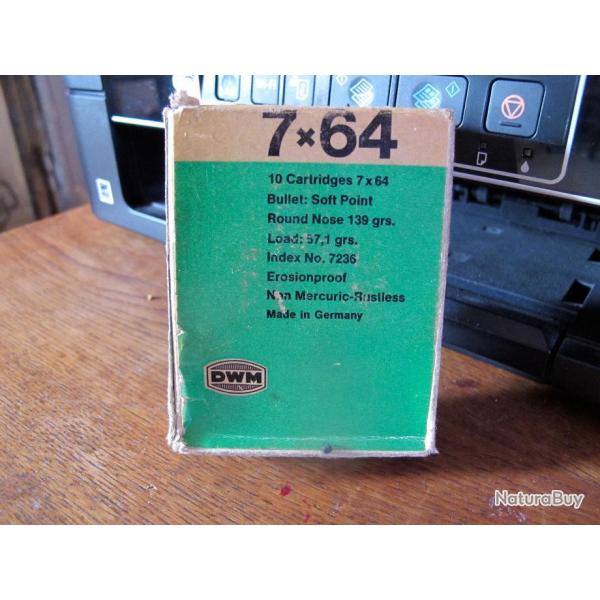 7×64
10 Cartridges 7 x 64
Bullet: Soft Point
Round Nose 139 grs.
Load: 57,1 grs.
Index No. 7236
Erosionproof
Non Mercuric-Rustless
Made in Germany
DWM
NaturaBuy